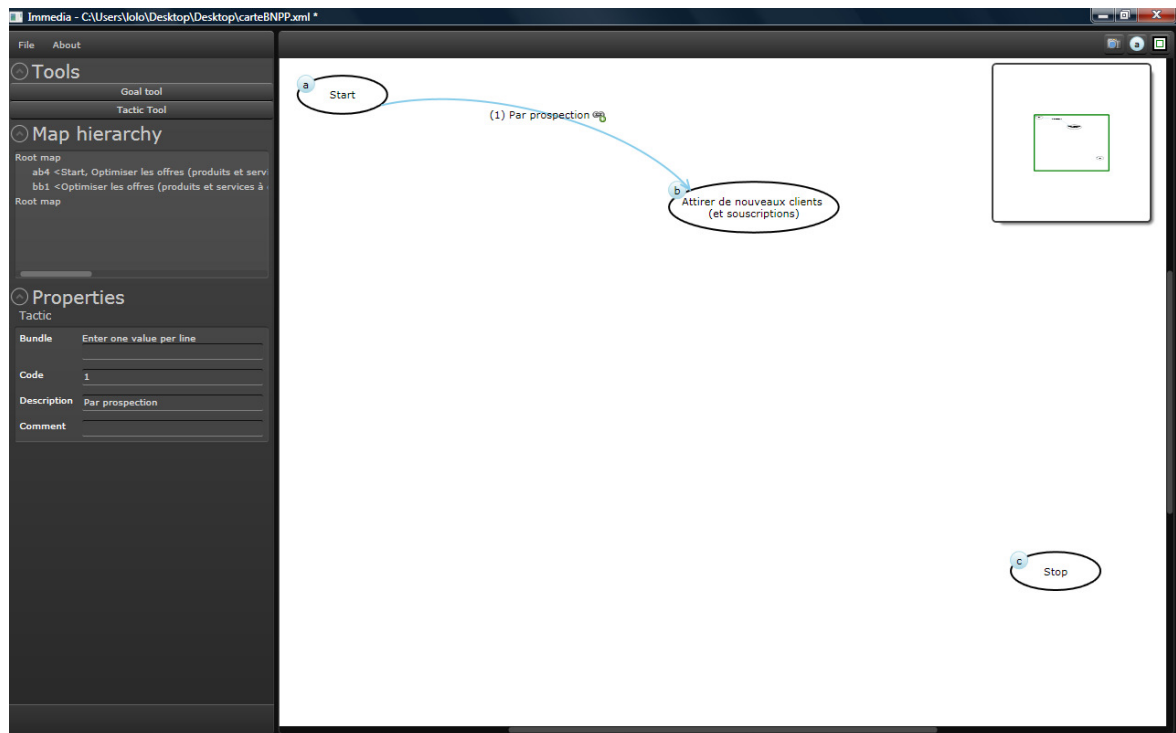 Immedia - C:\Users\lolo\Desktop\Desktop\carteBNPP.xml *
File About
a
Tools
Goal tool
Tactic Tool
Map hierarchy
Root map
ab4 <Start, Optimiser les offres (produits et serv
bb1 <Optimiser les offres (produits et services à
Root map
Properties
Tactic
Bundle Enter one value per line
Code 1
Description Par prospection
Comment
a
Start
(1) Par prospection
b
Attirer de nouveaux clients
(et souscriptions)
c
Stop